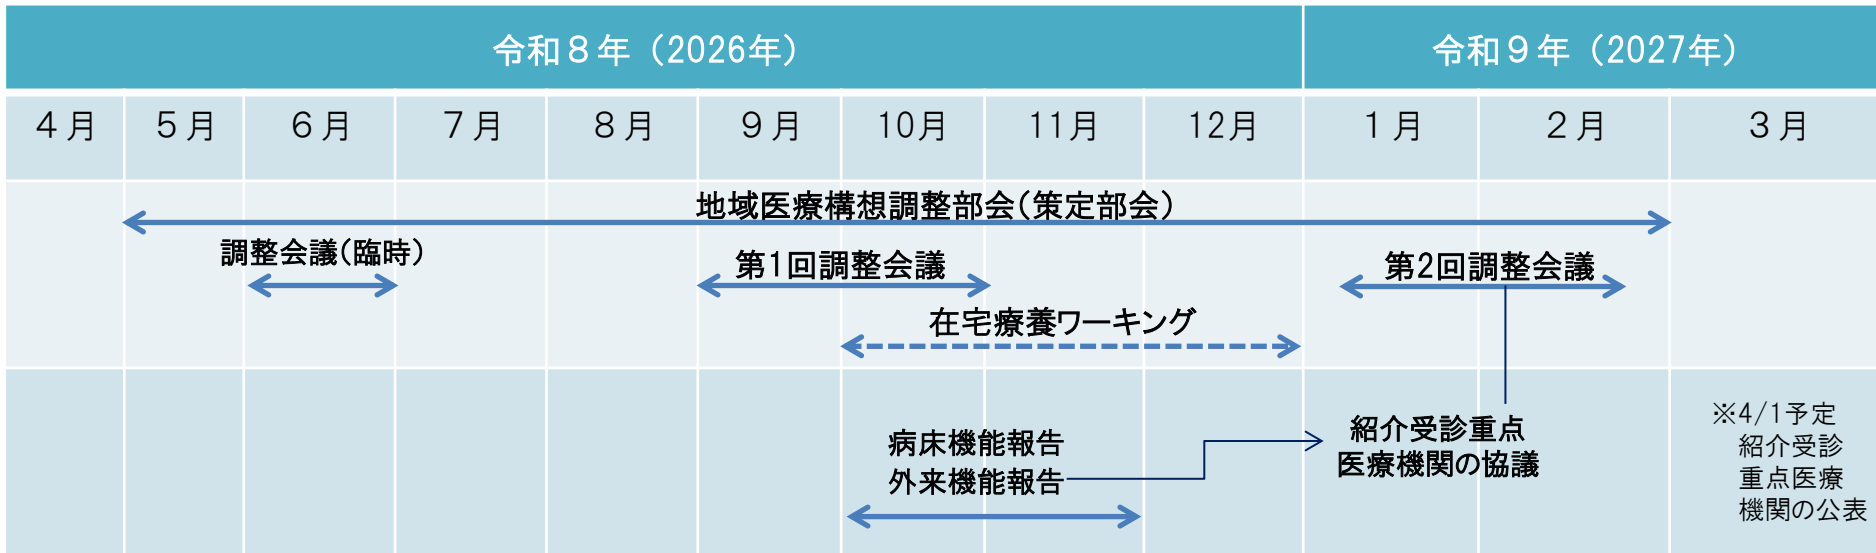 令和８年（2026年）
令和９年（2027年）
４月
５月
６月
７月
８月
９月
10月
11月
12月
１月
２月
３月
地域医療構想調整部会（策定部会）
調整会議（臨時）
第1回調整会議
第2回調整会議
在宅療養ワーキング
病床機能報告
外来機能報告
紹介受診重点
医療機関の協議
※4/1予定
紹介受診
重点医療
機関の公表